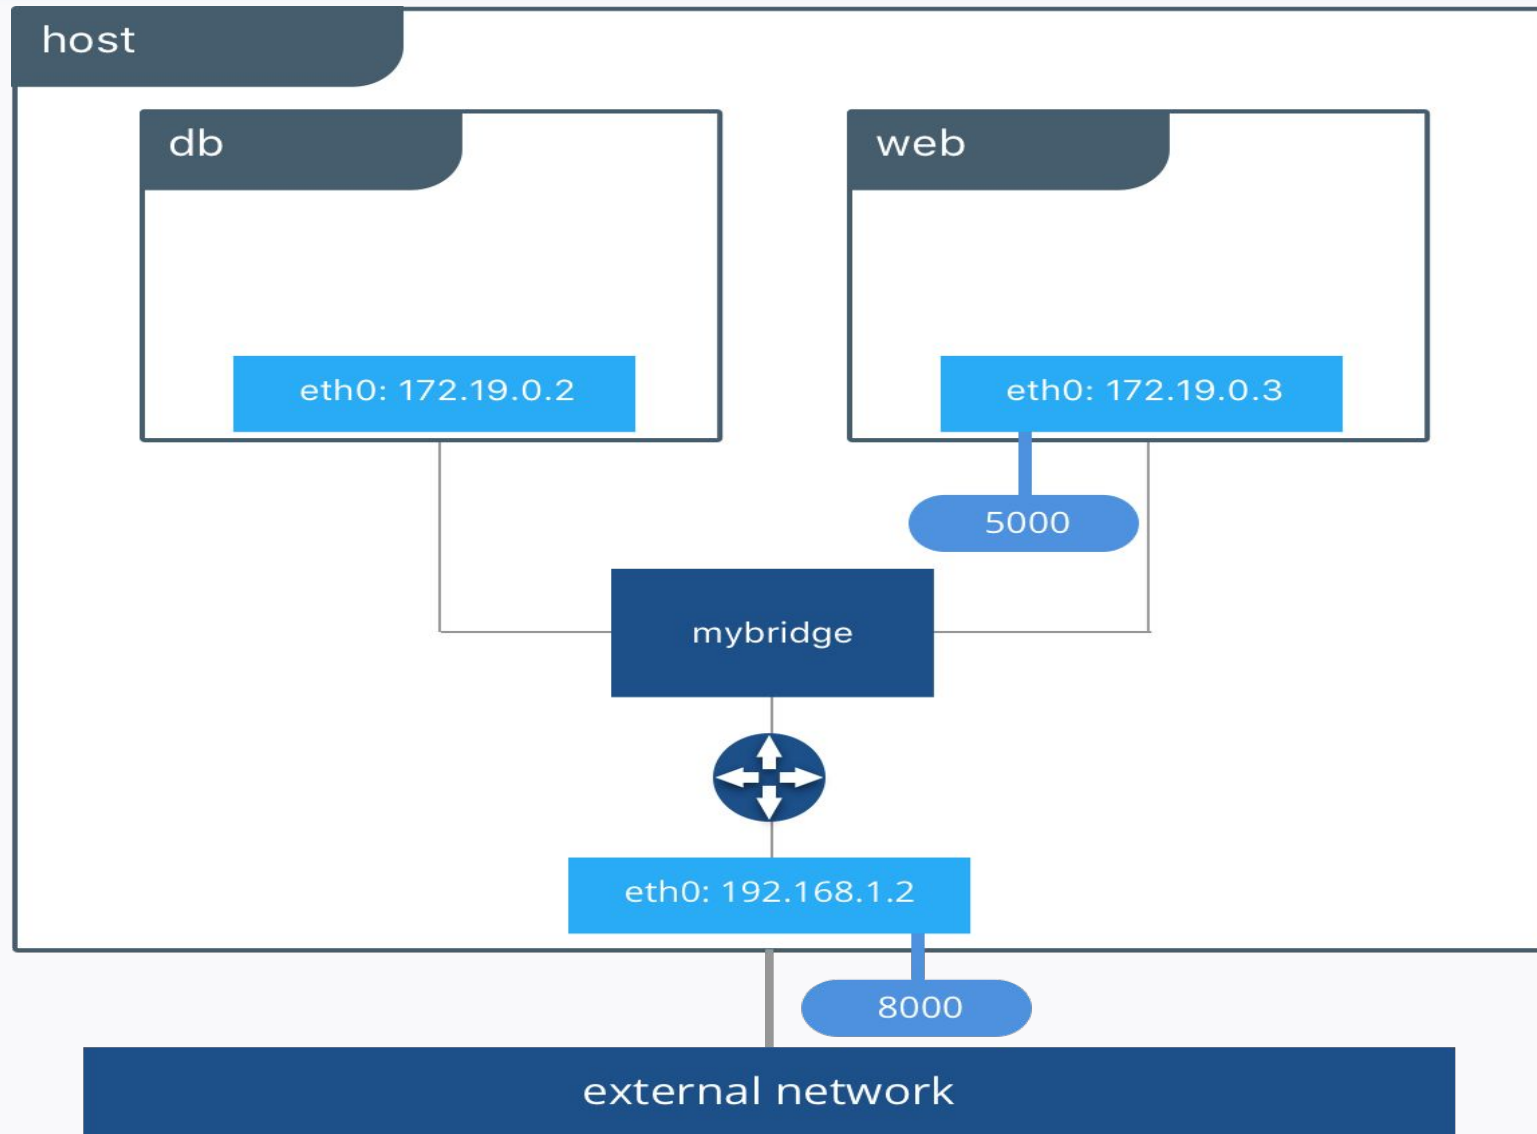 host
db
web
eth0: 172.19.0.2
eth0: 172.19.0.3
5000
mybridge
eth0: 192.168.1.2
8000
external network